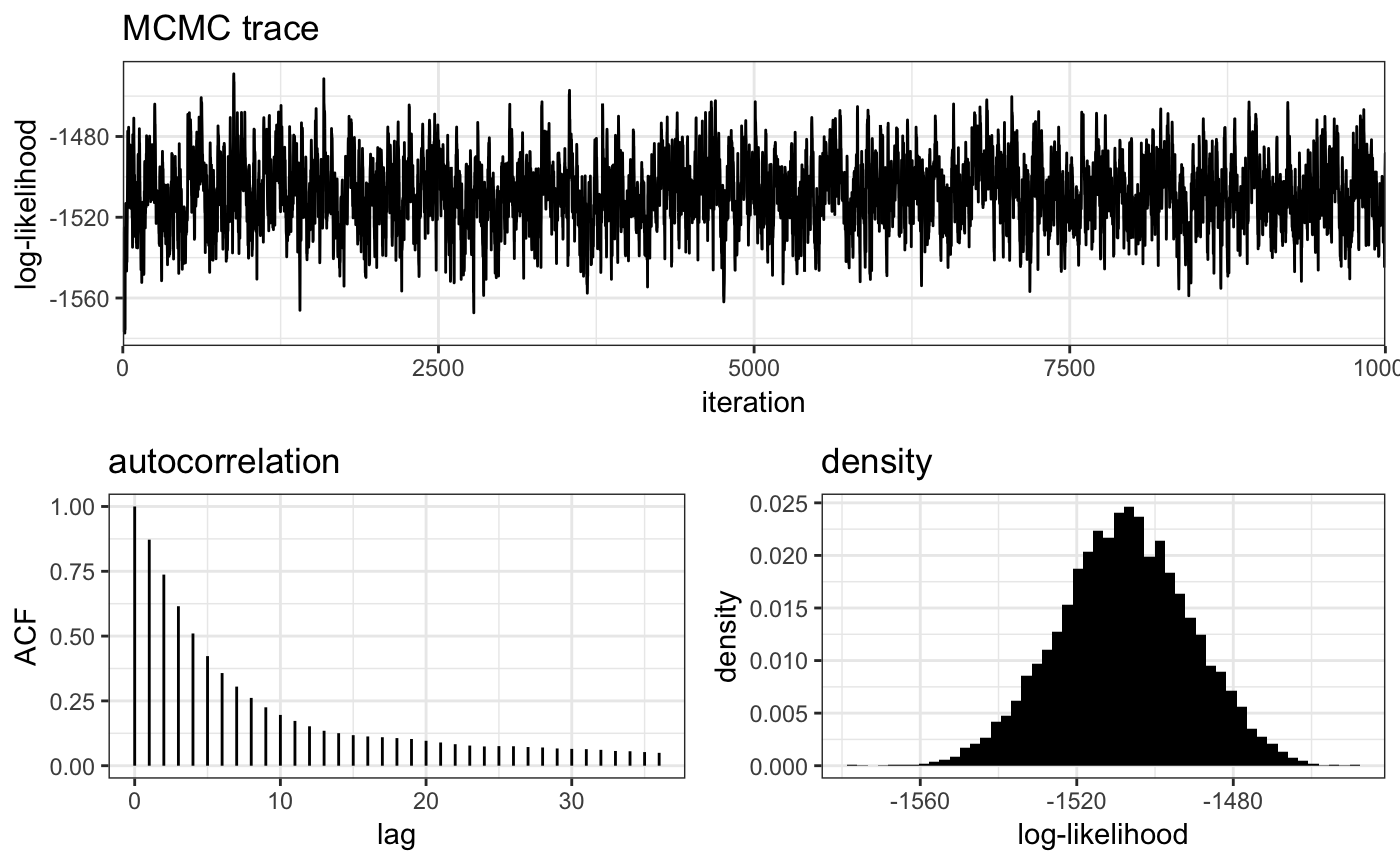 MCMC trace
log-likelihood
-1480
-1520
-1560
0 2500 5000 7500 1000
iteration
autocorrelation
ACF
1.00
0.75
0.50
0.25
0.00
0 10 20 30
lag
density
density
0.025
0.020
0.015
0.010
0.005
0.000
-1560 -1520 -1480
log-likelihood